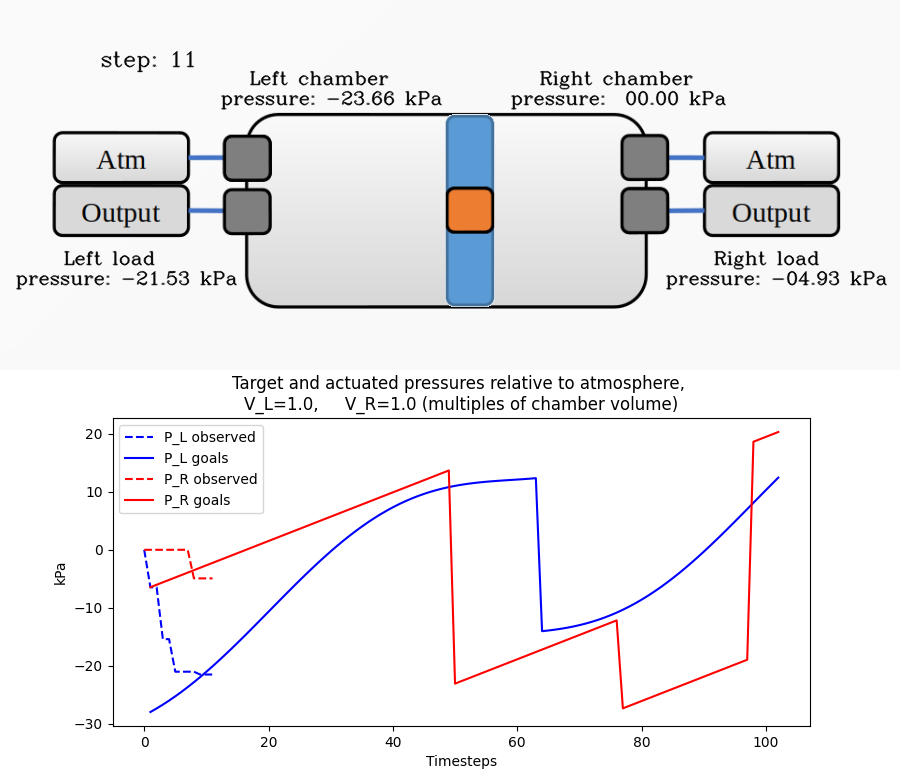 step: 11
Left chamber
pressure: −23.66 kPa
Right chamber
pressure: 00.00 kPa
Atm
Output
Atm
Output
Left load
pressure: −21.53 kPa
Right load
pressure: −04.93 kPa
Target and actuated pressures relative to atmosphere,
V_L=1.0, V_R=1.0 (multiples of chamber volume)
P_L observed
P_L goals
P_R observed
P_R goals
20
10
0
−10
−20
−30
kPa
0 20 40 60 80 100
Timesteps